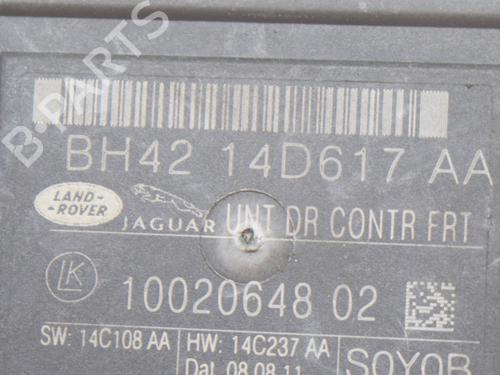 B-PARTS
BH42 14D617 AA
LAND-
ROVER
JAGUAR UNT DR CONTR FRT
LK 10020648 02
SW: 14C108 AA HW: 14C237 AA
Dat 08.08.11